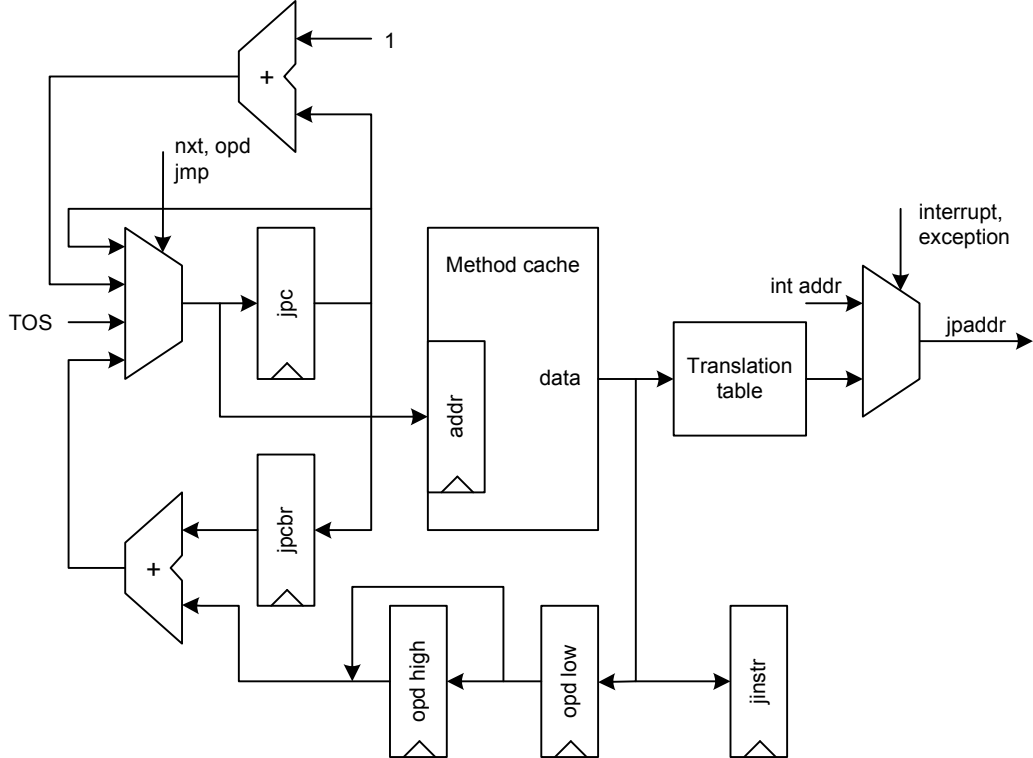 1
+
nxt, opd
jmp
interrupt,
exception
Method cache
int addr
jpc
TOS
jpaddr
Translation
table
data
addr
jpcbr
+
opd high
opd low
jinstr